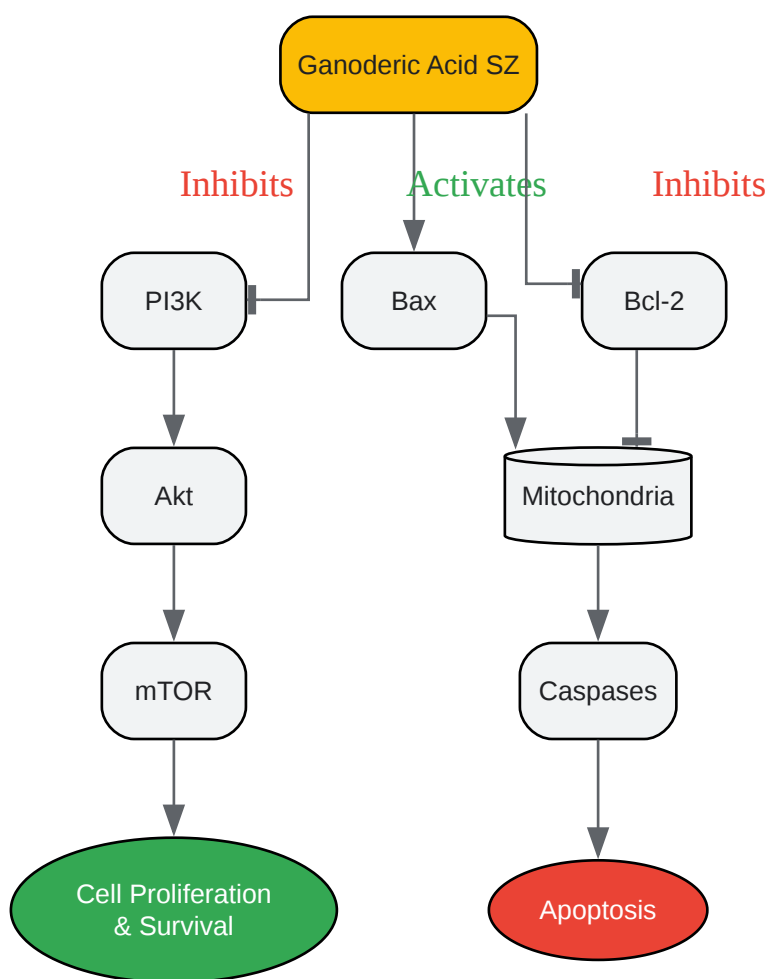 Ganoderic Acid SZ
Inhibits
Activates
Inhibits
PI3K
Bax
Bcl-2
Akt
Mitochondria
mTOR
Caspases
Cell Proliferation
& Survival
Apoptosis